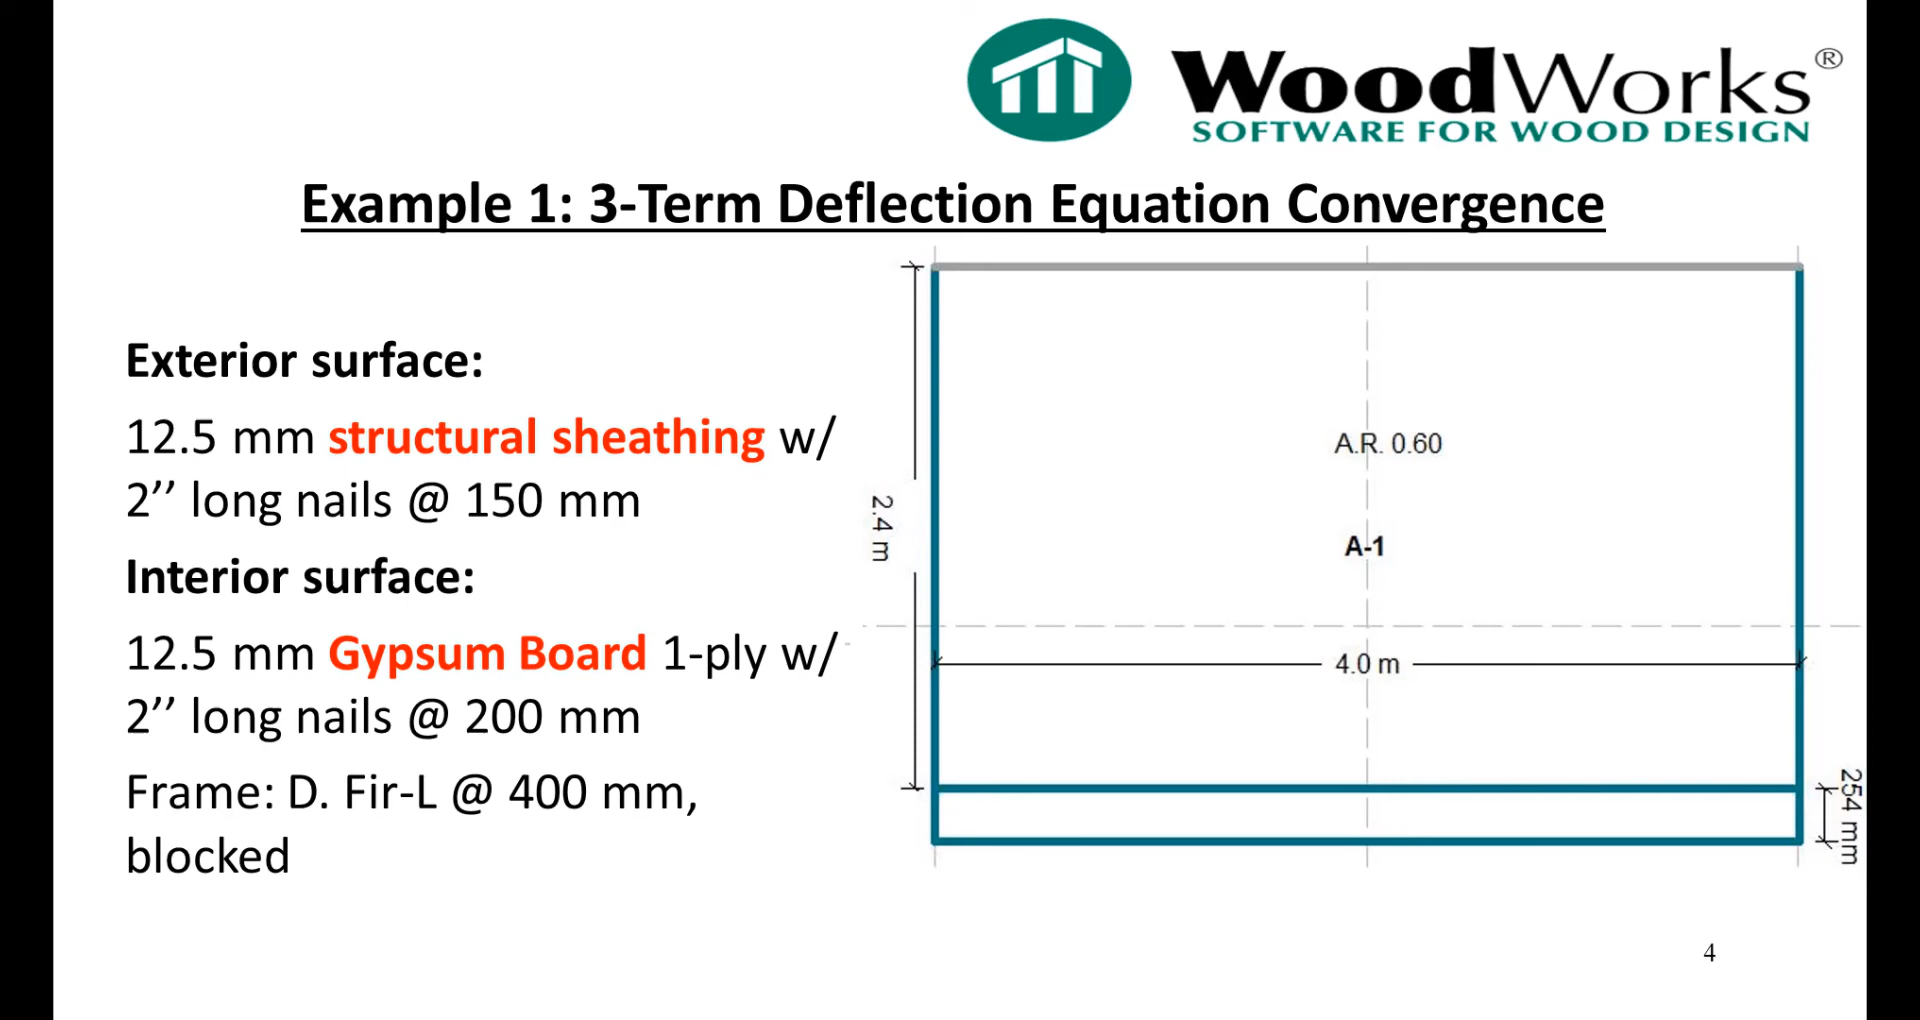 WoodWorks®
SOFTWARE FOR WOOD DESIGN
Example 1: 3-Term Deflection Equation Convergence
Exterior surface:
12.5 mm structural sheathing w/
2’’ long nails @ 150 mm
Interior surface:
12.5 mm Gypsum Board 1-ply w/
2’’ long nails @ 200 mm
Frame: D. Fir-L @ 400 mm,
blocked
2.4 m
A.R. 0.60
A-1
4.0 m
254 mm
4